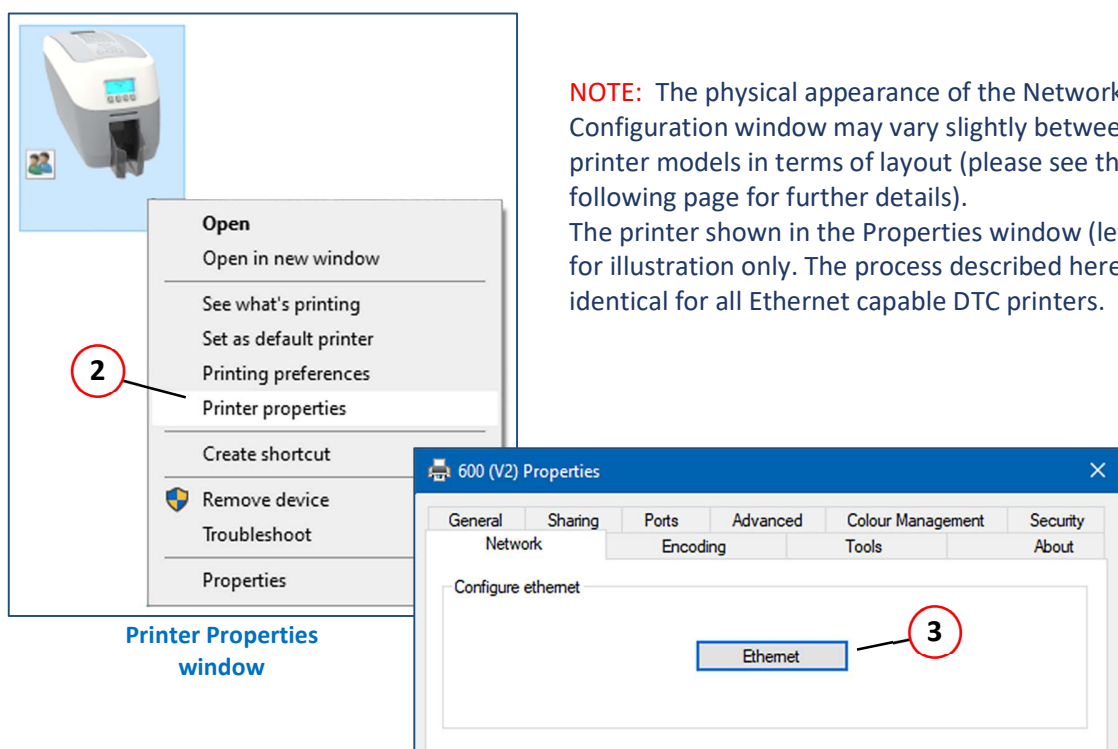 NOTE: The physical appearance of the Network
Configuration window may vary slightly
printer models in terms of layout (please see
following page for further details).
The printer shown in the Properties window
for illustration only. The process described
identical for all Ethernet capable DTC printers.
Open
Open in new window
See what's printing
Set as default printer
2
Printing preferences
Printer properties
Create shortcut
Remove device
Troubleshoot
Properties
Printer Properties
window
600 (V2) Properties
General Sharing Ports Advanced Colour Management Security
Network Encoding Tools About
Configure ethernet
3
Ethernet